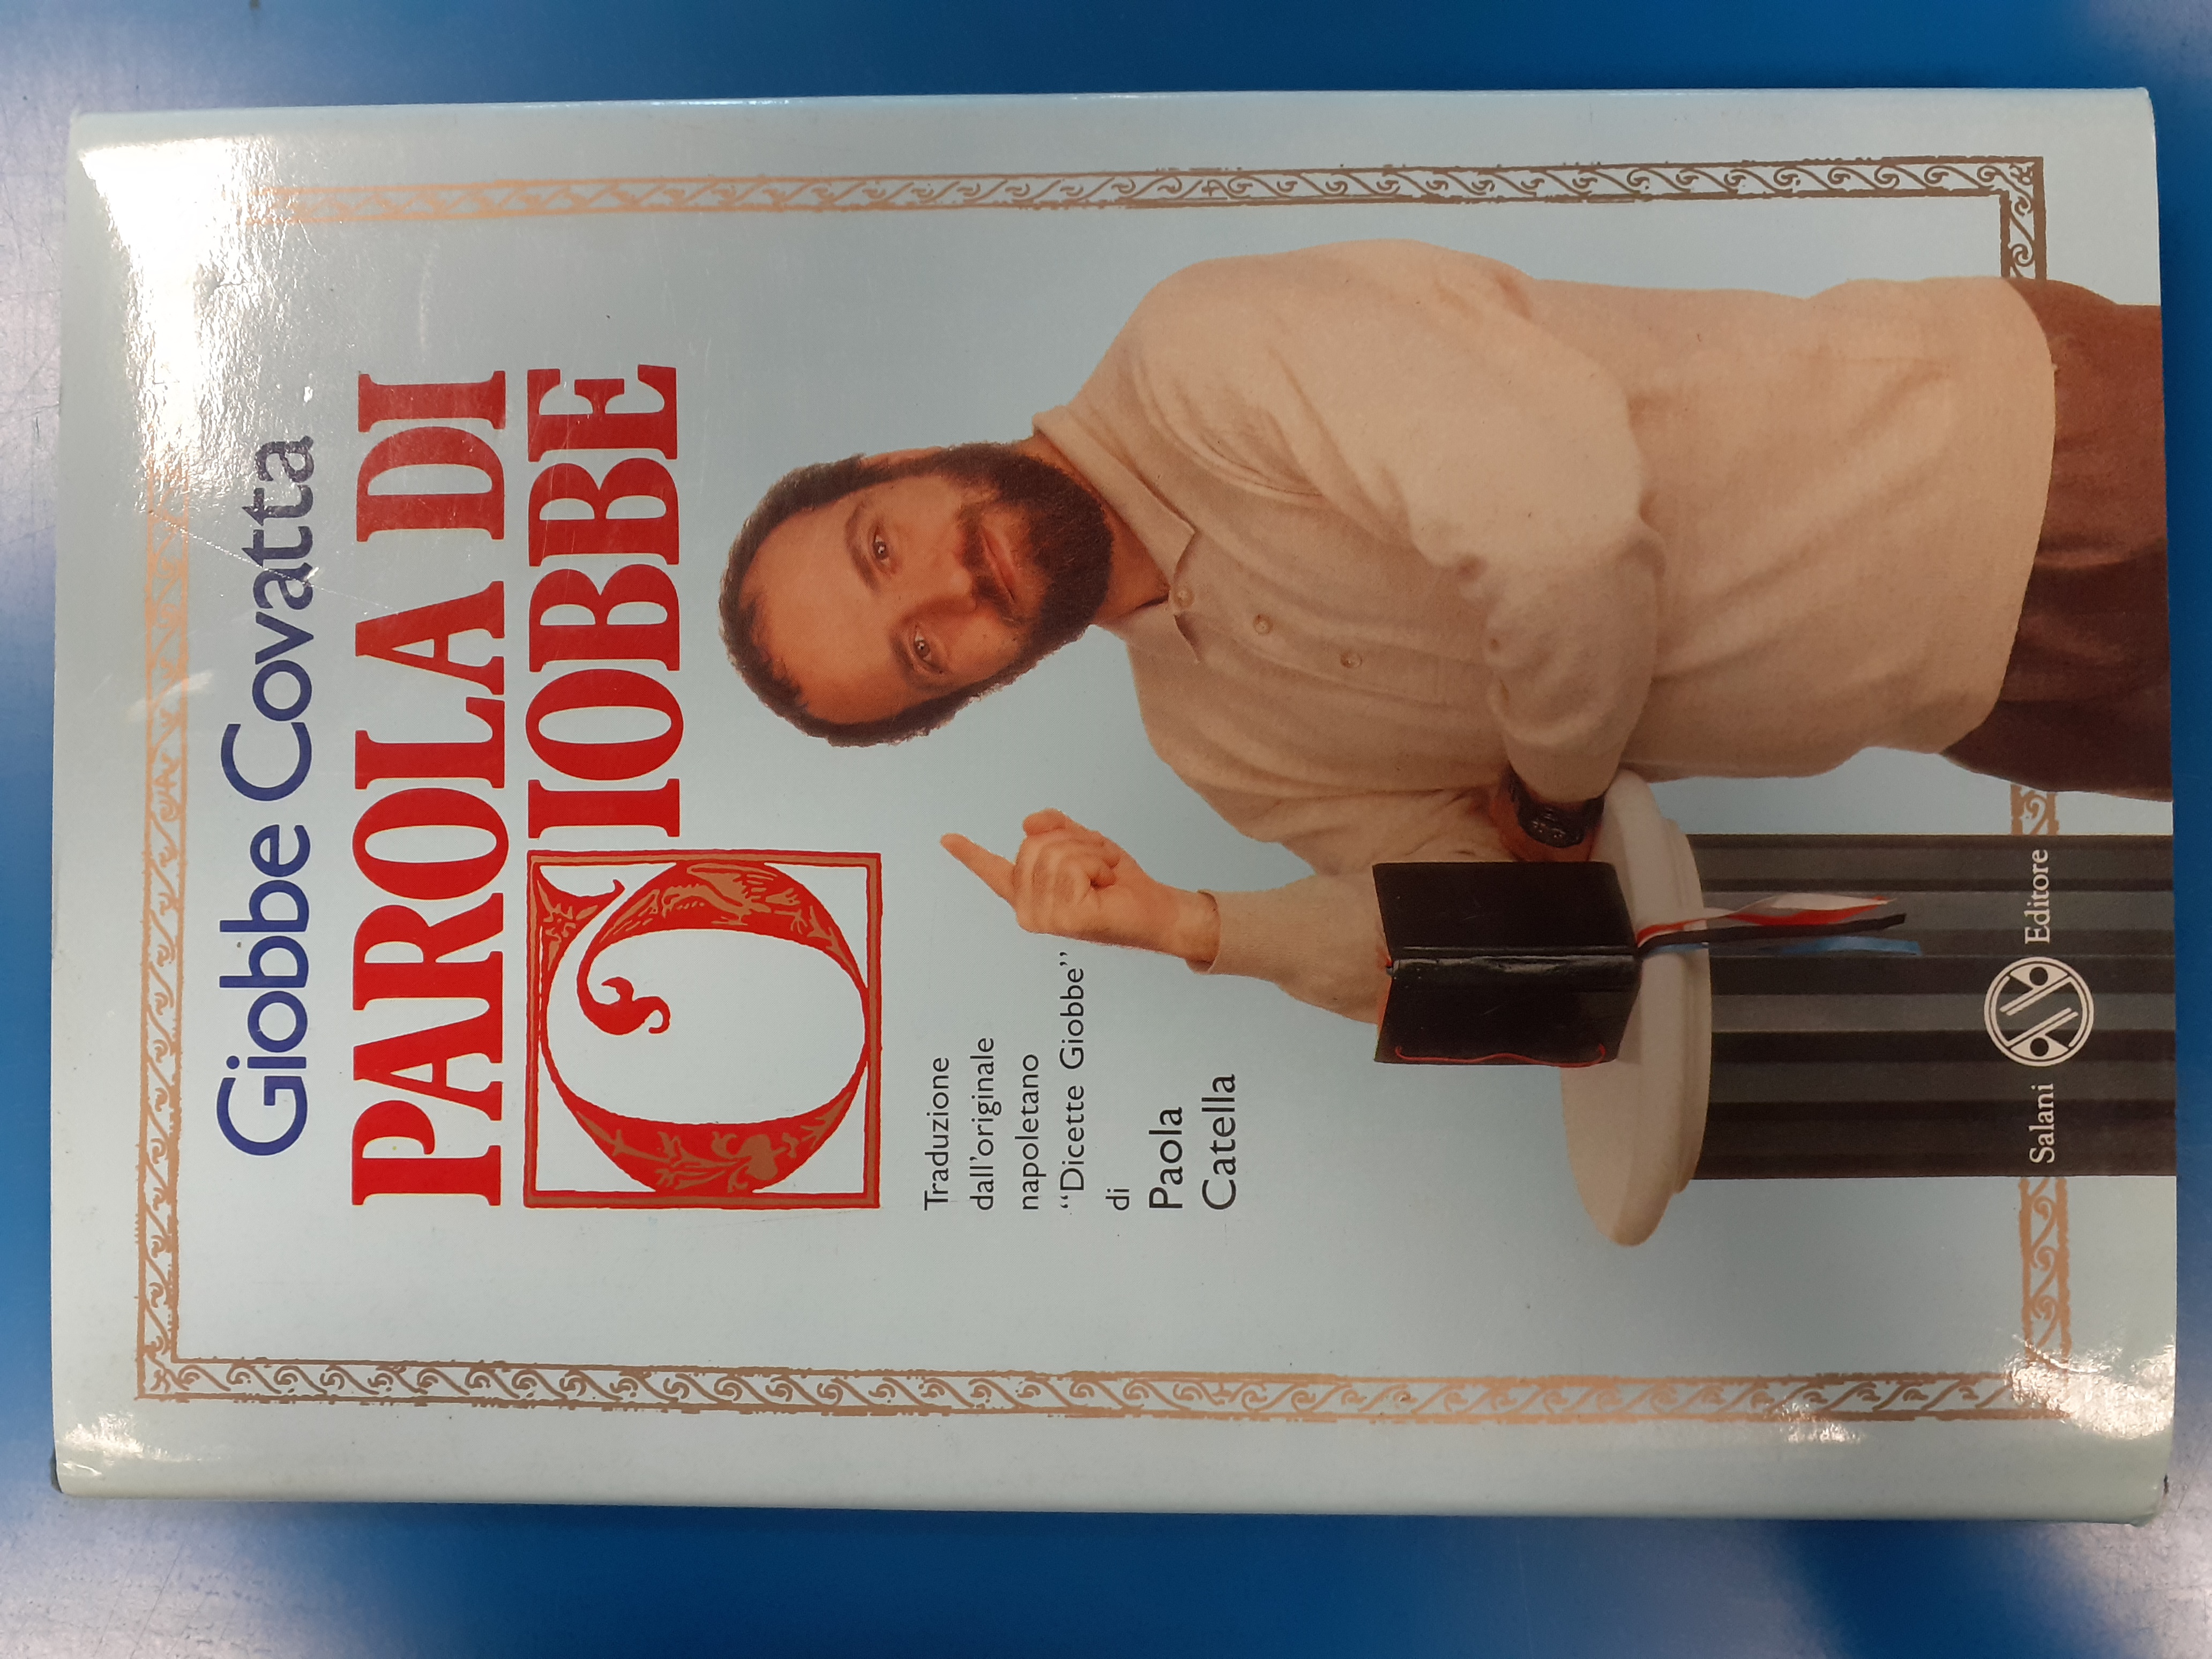 Giobbe Covatta
PAROLA DI
GIOBBE
Traduzione
dall'originale
napoletano
“Dicette Giobbe”
di
Paola
Catella
Salani Editore